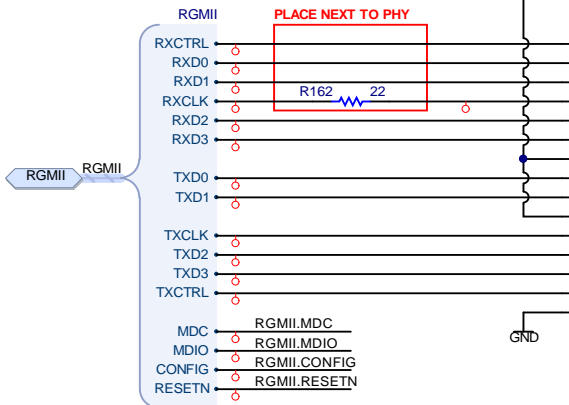 RGMII PLACE NEXT TO PHY
RXCTRL
RXD0
RXD1
RXCLK R162 22
RXD2
RXD3
RGMII RGMII
TXD0
TXD1
TXCLK
TXD2
TXD3
TXCTRL
MDC RGMII.MDC
MDIO RGMII.MDIO
CONFIG RGMII.CONFIG
RESETN RGMII.RESETN
GND